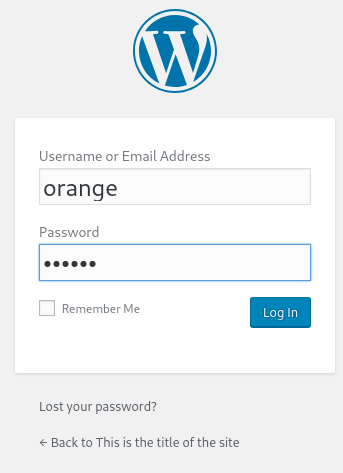 Username or Email Address
orange
Password
••••••
Remember Me
Log In
Lost your password?
← Back to This is the title of the site